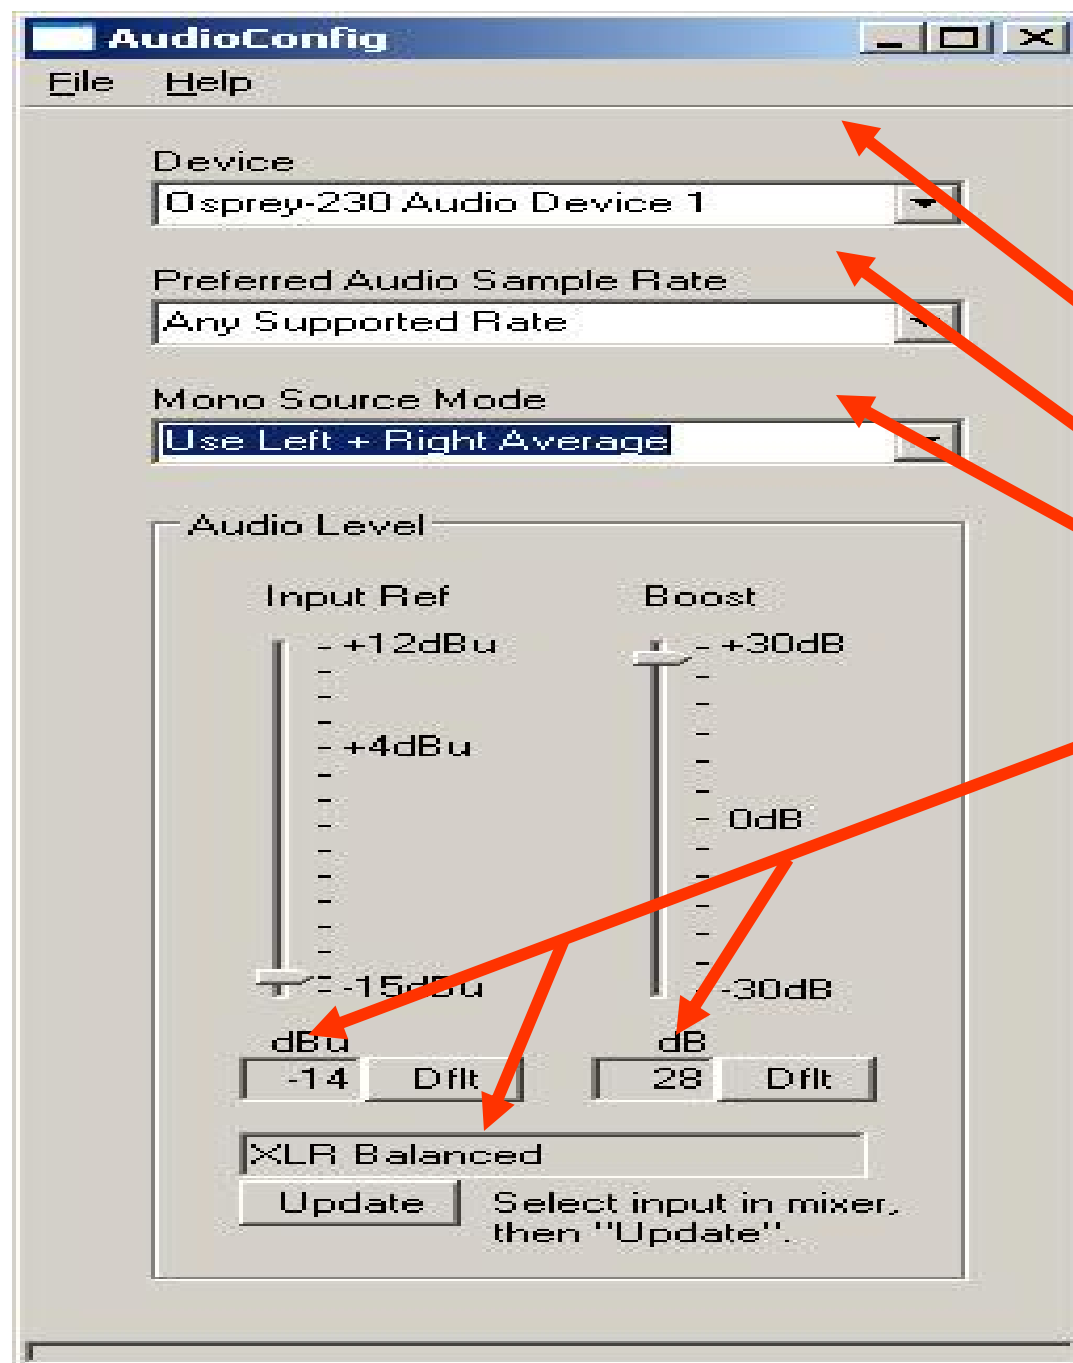 AudioConfig
File Help
Device
Osprey-230 Audio Device 1
Preferred Audio Sample Rate
Any Supported Rate
Mono Source Mode
Use Left + Right Average
Audio Level
Input Ref Boost
+12dBu +30dB
+4dBu
0dB
-15dBu -30dB
dBu dB
-14 Dflt 28 Dflt
XLR Balanced
Update Select input in mixer,
then "Update".